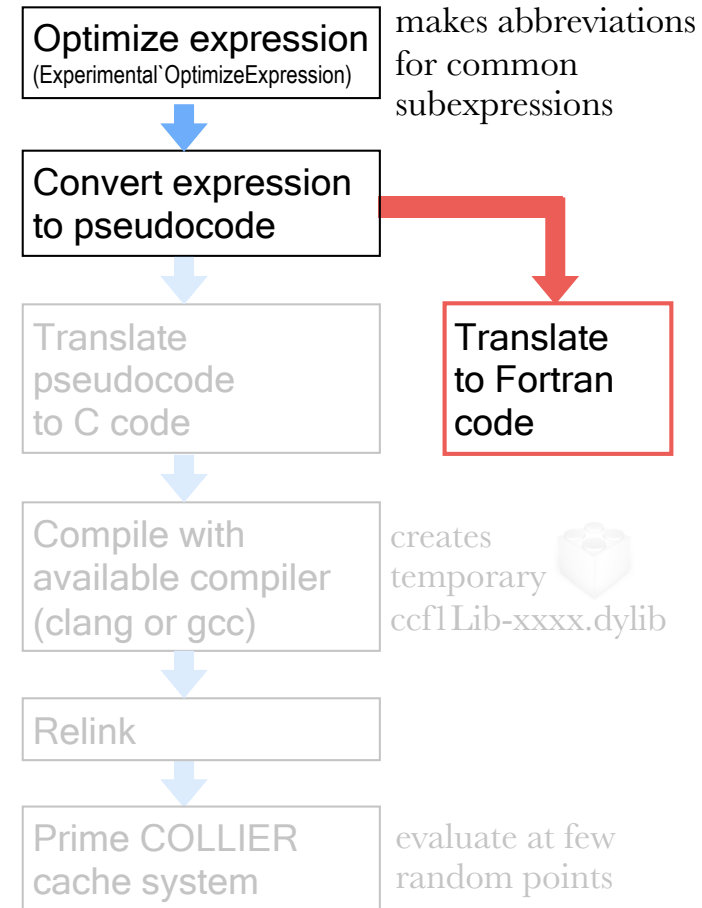 Optimize expression
(Experimental`OptimizeExpression)
makes abbreviations
for common
subexpressions
Convert expression
to pseudocode
Translate
pseudocode
to C code
Translate
to Fortran
code
Compile with
available compiler
(clang or gcc)
creates
temporary
ccf1Lib-xxxx.dylib
Relink
Prime COLLIER
cache system
evaluate at few
random points